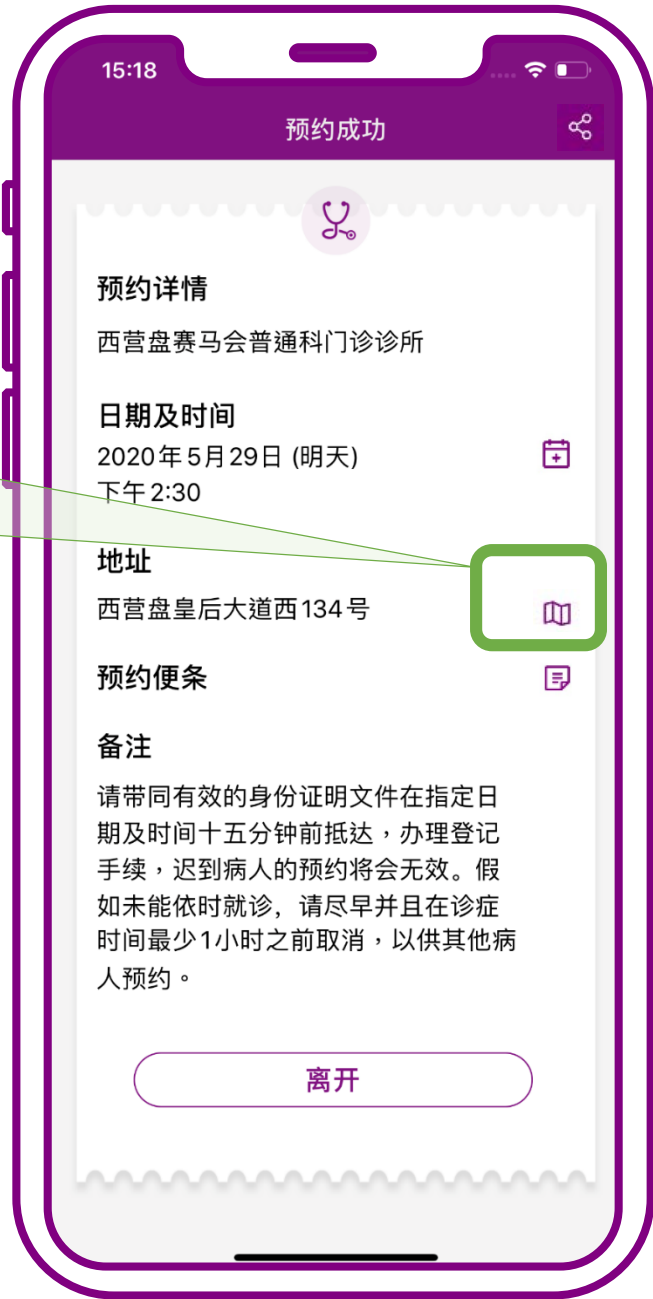 15:18
预约成功
预约详情
西营盘赛马会普通科门诊诊所
日期及时间
2020年5月29日 (明天)
下午2:30
地址
西营盘皇后大道西134号
预约便条
备注
请带同有效的身份证明文件在指定日
期及时间十五分钟前抵达，办理登记
手续，迟到病人的预约将会无效。假
如未能依时就诊，请尽早并且在诊症
时间最少1小时之前取消，以供其他病
人预约。
离开